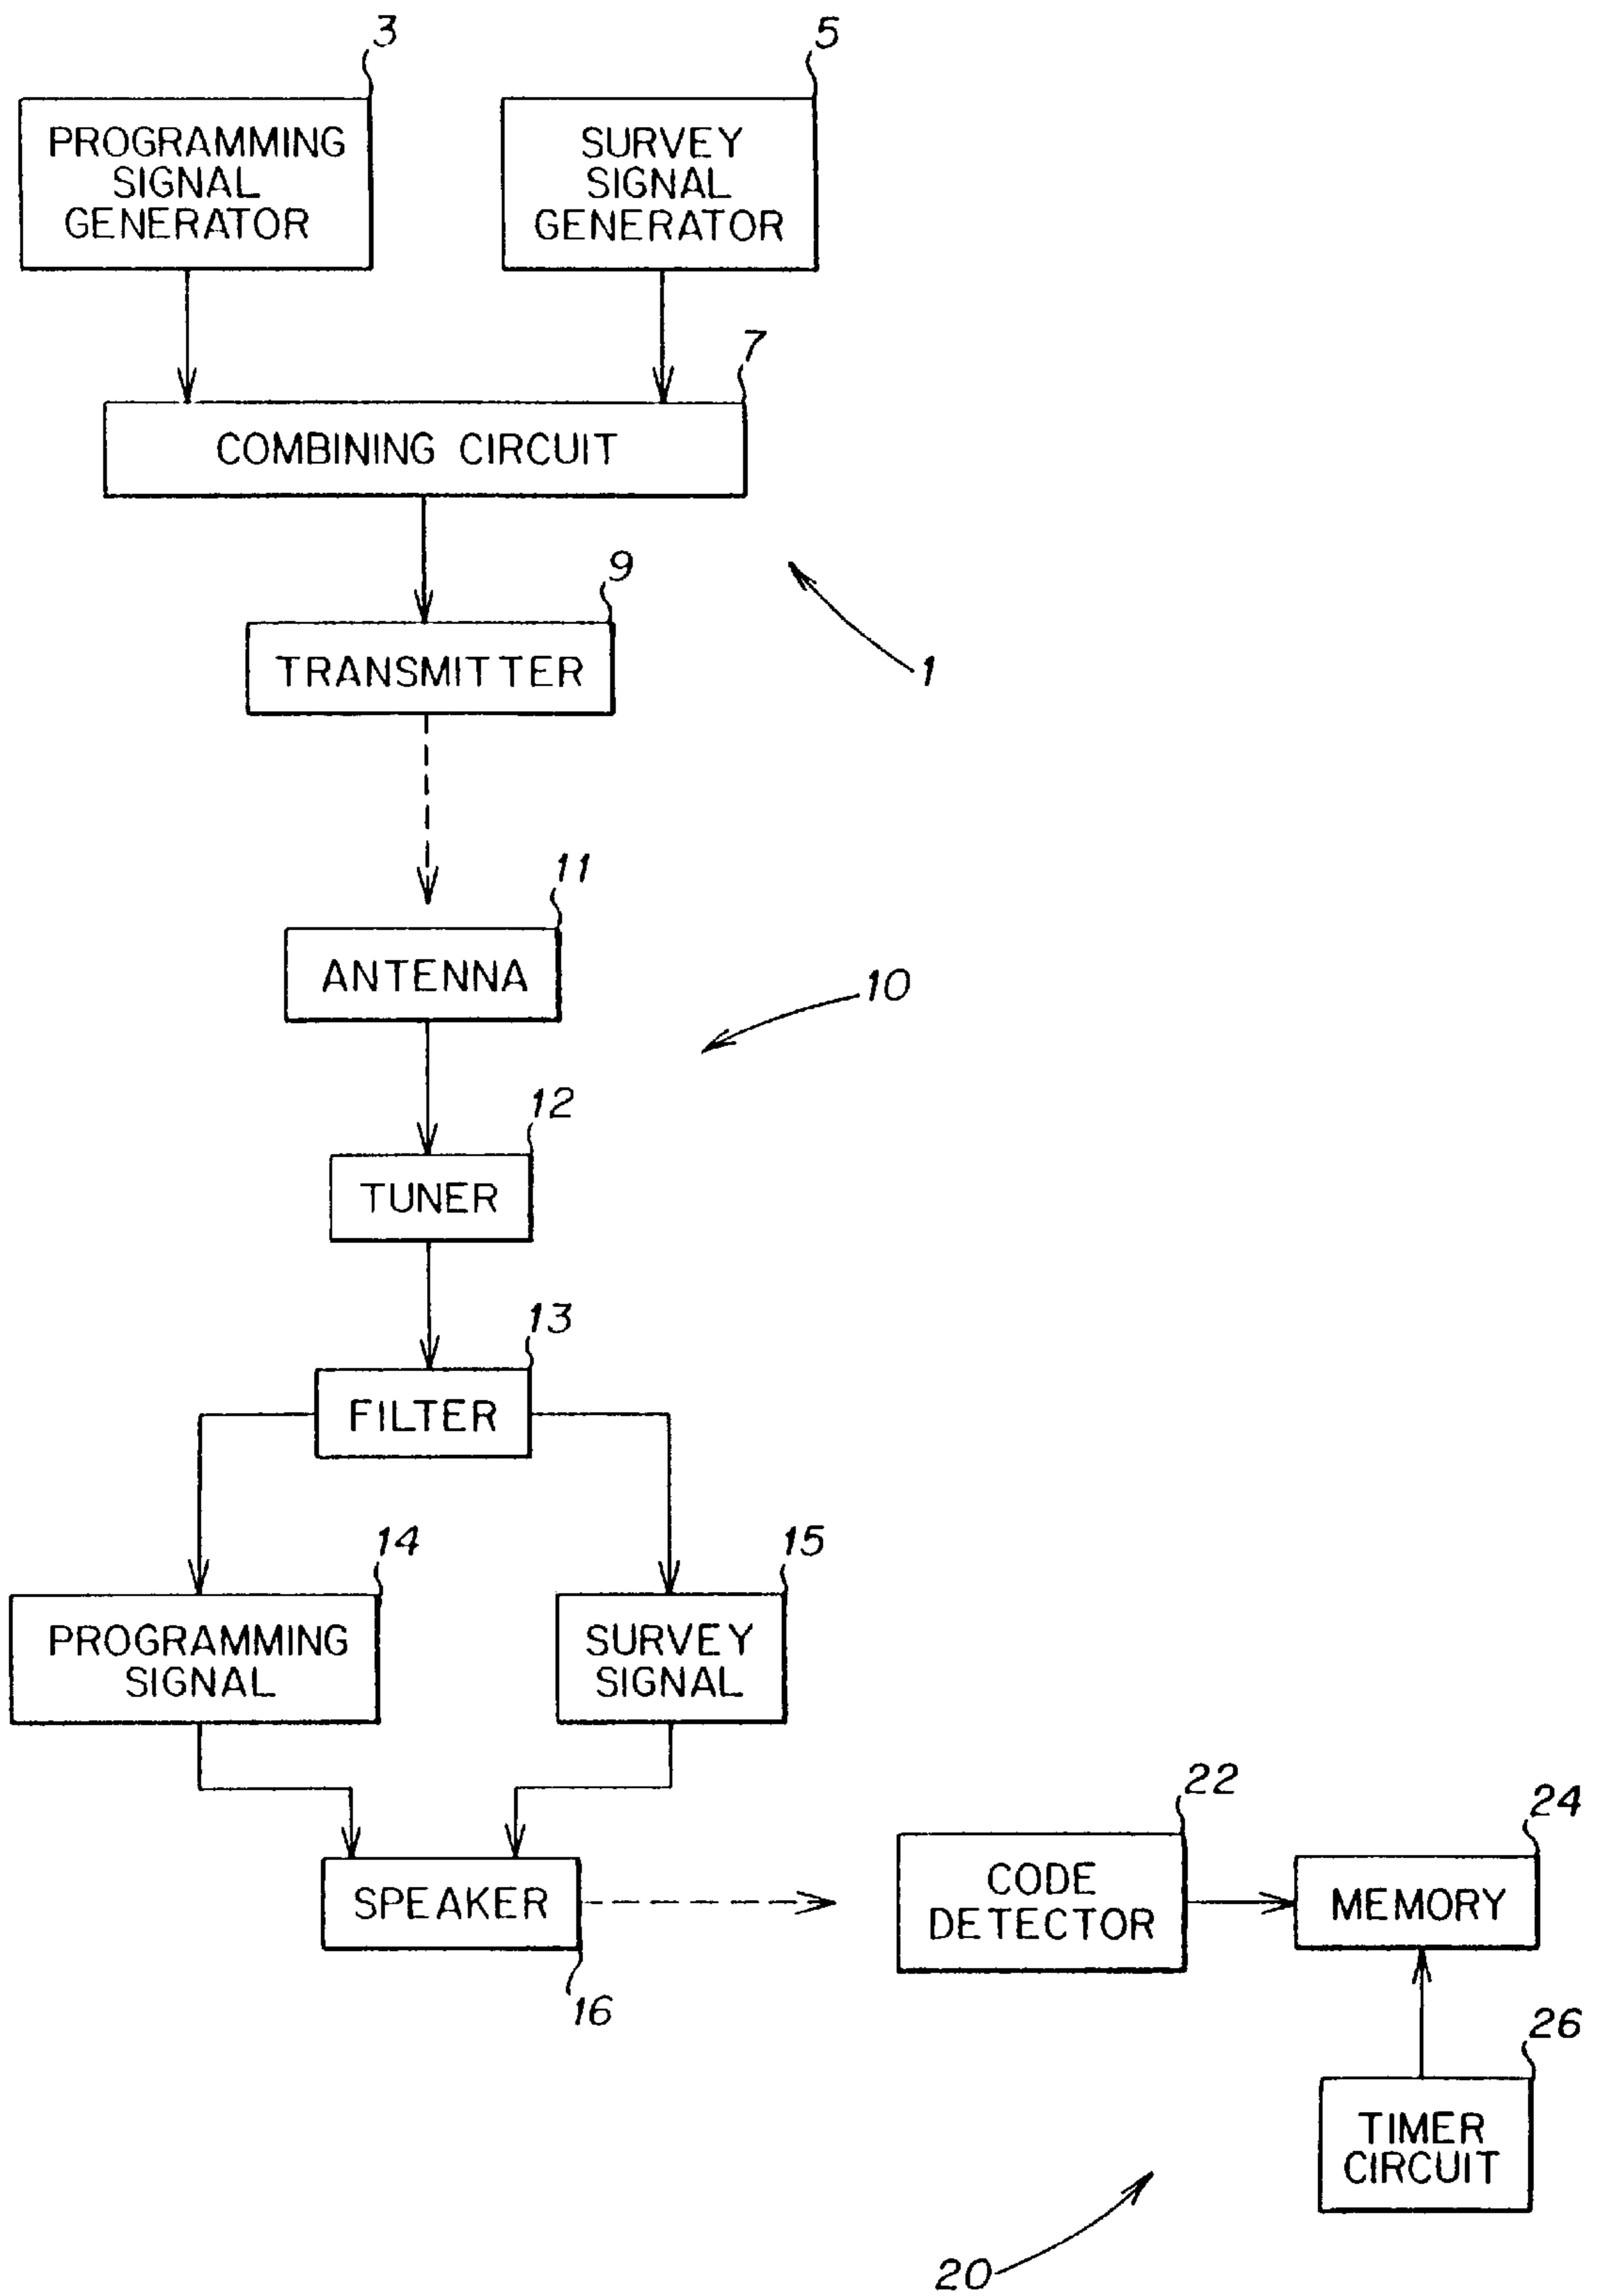 3
5
PROGRAMMING
SIGNAL
GENERATOR
SURVEY
SIGNAL
GENERATOR
7
COMBINING CIRCUIT
9
TRANSMITTER
1
11
ANTENNA
10
12
TUNER
13
FILTER
14
15
PROGRAMMING
SIGNAL
SURVEY
SIGNAL
22
24
SPEAKER
CODE
DETECTOR
MEMORY
16
26
TIMER
CIRCUIT
20